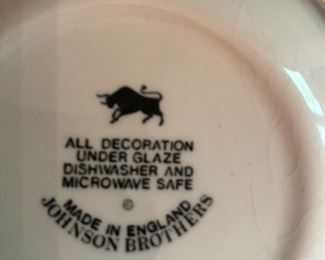 ALL DECORATION
UNDER GLAZE
DISHWASHER AND
MICROWAVE SAFE
©
MADE IN ENGLAND
JOHNSON BROTHERS